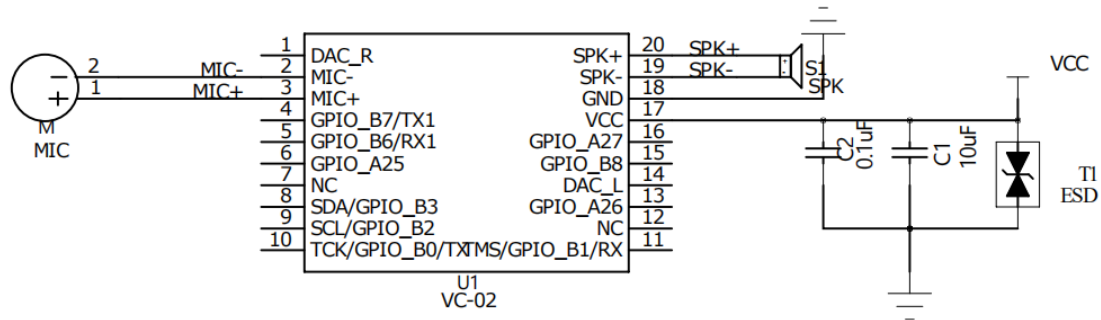 1 DAC_R
2 MIC-
3 MIC+
4 GPIO_B7/TX1
5 GPIO_B6/RX1
6 GPIO_A25
7 NC
8 SDA/GPIO_B3
9 SCL/GPIO_B2
10 TCK/GPIO_B0/TX
SPK+ 20
SPK- 19
GND 18
VCC 17
GPIO_A27 16
GPIO_B8 15
DAC_L 14
GPIO_A26 13
NC 12
TMS/GPIO_B1/RX 11
U1
VC-02
2 MIC-
1 MIC+
- 
+
M
MIC
SPK+
SPK-
+
-
S1
SPK
VCC
C2
0.1uF
C1
10uF
T1
ESD